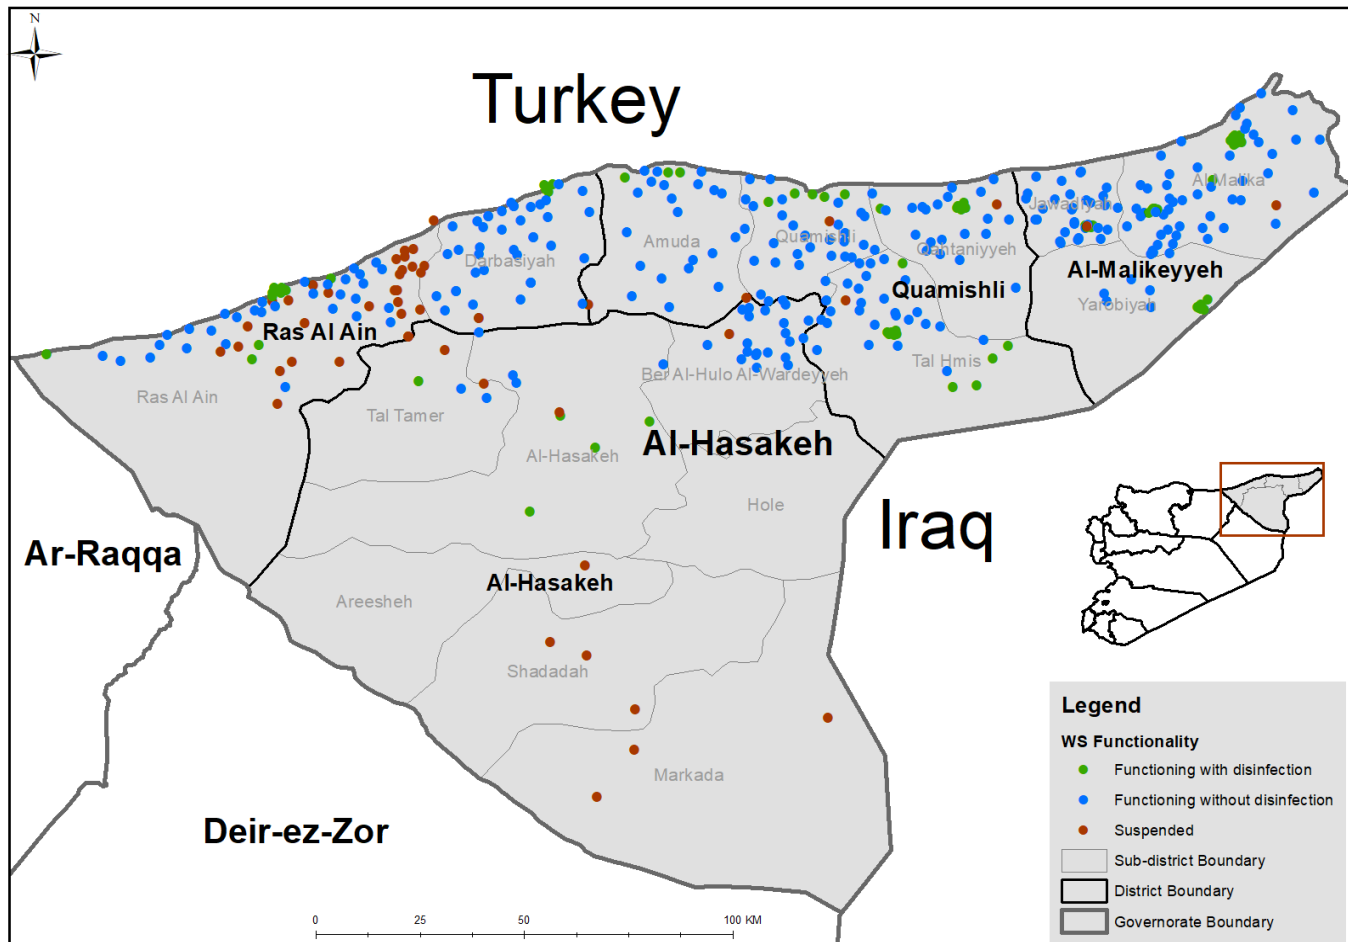 N
Turkey
Al-Malika
Jawadiyah
Quamishli
Qahtaniyyeh
Amuda
Darbasiyah
Al-Malikeyyeh
Quamishli
Yarobiyah
Ras Al Ain
Tal Hmis
Ber Al-Hulo Al-Wardeyyeh
Ras Al Ain
Tal Tamer
Al-Hasakeh
Al-Hasakeh
Hole
Iraq
Ar-Raqqa
Al-Hasakeh
Areesheh
Shadadah
Markada
Deir-ez-Zor
Legend
WS Functionality
Functioning with disinfection
Functioning without disinfection
Suspended
Sub-district Boundary
District Boundary
Governorate Boundary
0 25 50 100 KM